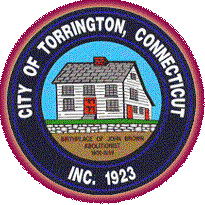 CITY OF TORRINGTON, CONNECTICUT
BIRTHPLACE OF JOHN BROWN
ABOLITIONIST
INC. 1923